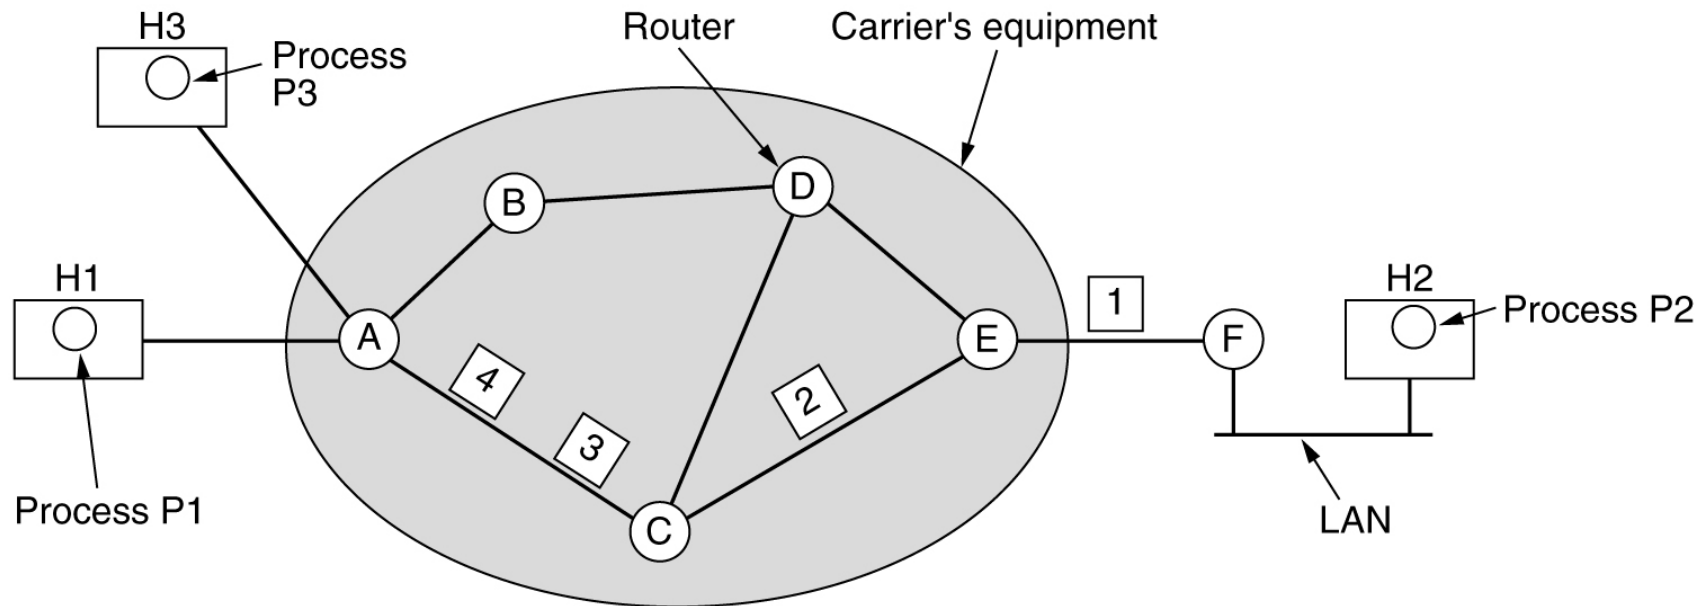 H3
Process
P3
Router
Carrier's equipment
B
D
H1
A
E
1
F
H2
Process P2
4
3
2
C
Process P1
LAN